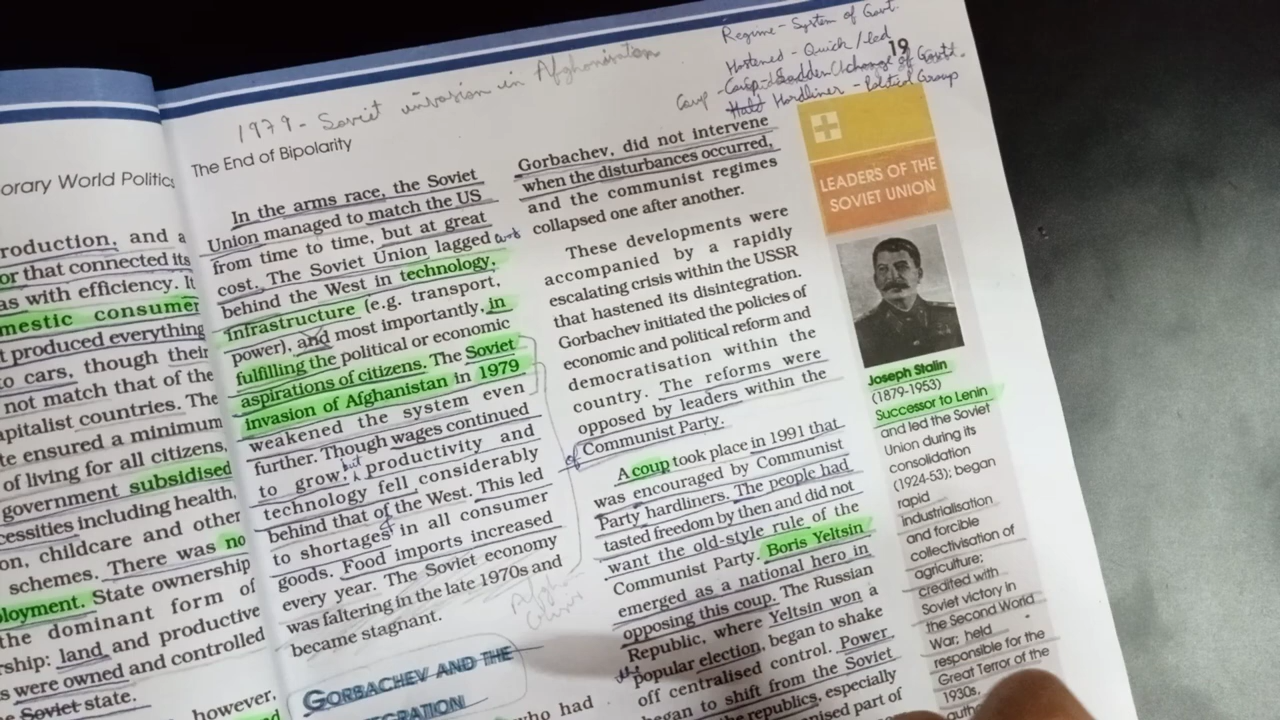 orary World Politics
roduction, and a
or that connected its
as with efficiency. It
mestic consumer
t produced everything
to cars, though their
not match that of the
apitalist countries. The
te ensured a minimum
of living for all citizens,
government subsidised
cessities including health,
on, childcare and other
schemes. There was no
ployment. State ownership
the dominant form of
rship: land and productive
s were owned and controlled
Soviet state.
however,
1979 - Soviet invasion in Afghanistan
Regime - System of Govt.
Hastened - Quick / led
19
Coup - Sudden change of Govt.
Hardliner - Political Group
The End of Bipolarity
In the arms race, the Soviet
Union managed to match the US
from time to time, but at great
cost. The Soviet Union lagged
behind the West in technology,
infrastructure (e.g. transport,
power), and most importantly, in
fulfilling the political or economic
aspirations of citizens. The Soviet
invasion of Afghanistan in 1979
weakened the system even
further. Though wages continued
but
to grow, productivity and
technology fell considerably
behind that of the West. This led
to shortages in all consumer
goods. Food imports increased
every year. The Soviet economy
was faltering in the late 1970s and
became stagnant.
GORBACHEV AND THE
who had
Gorbachev, did not intervene
when the disturbances occurred,
and the communist regimes
collapsed one after another.
These developments were
accompanied by a rapidly
escalating crisis within the USSR
that hastened its disintegration.
Gorbachev initiated the policies of
economic and political reform and
democratisation within the
country. The reforms were
opposed by leaders within the
of Communist Party.
A coup took place in 1991 that
was encouraged by Communist
Party hardliners. The people had
tasted freedom by then and did not
want the old-style rule of the
Communist Party. Boris Yeltsin
emerged as a national hero in
opposing this coup. The Russian
Republic, where Yeltsin won a
popular election, began to shake
off centralised control. Power
began to shift from the Soviet
the republics, especially
nised part of
LEADERS OF THE
SOVIET UNION
Joseph Stalin
(1879-1953)
Successor to Lenin
and led the Soviet
Union during its
consolidation
(1924-53); began
rapid
industrialisation
and forcible
collectivisation of
agriculture;
credited with
Soviet victory in
the Second World
War; held
responsible for the
Great Terror of the
1930s,